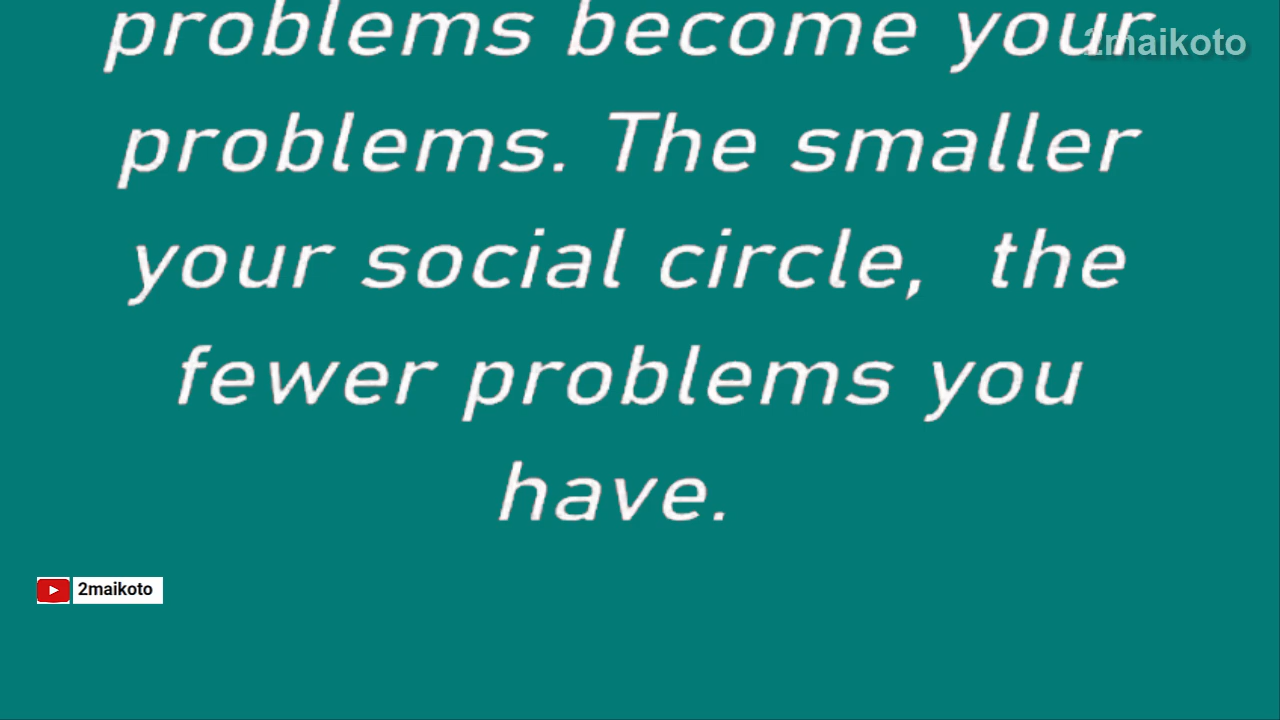 problems become your
2maikoto
problems. The smaller
your social circle, the
fewer problems you
have.
2maikoto